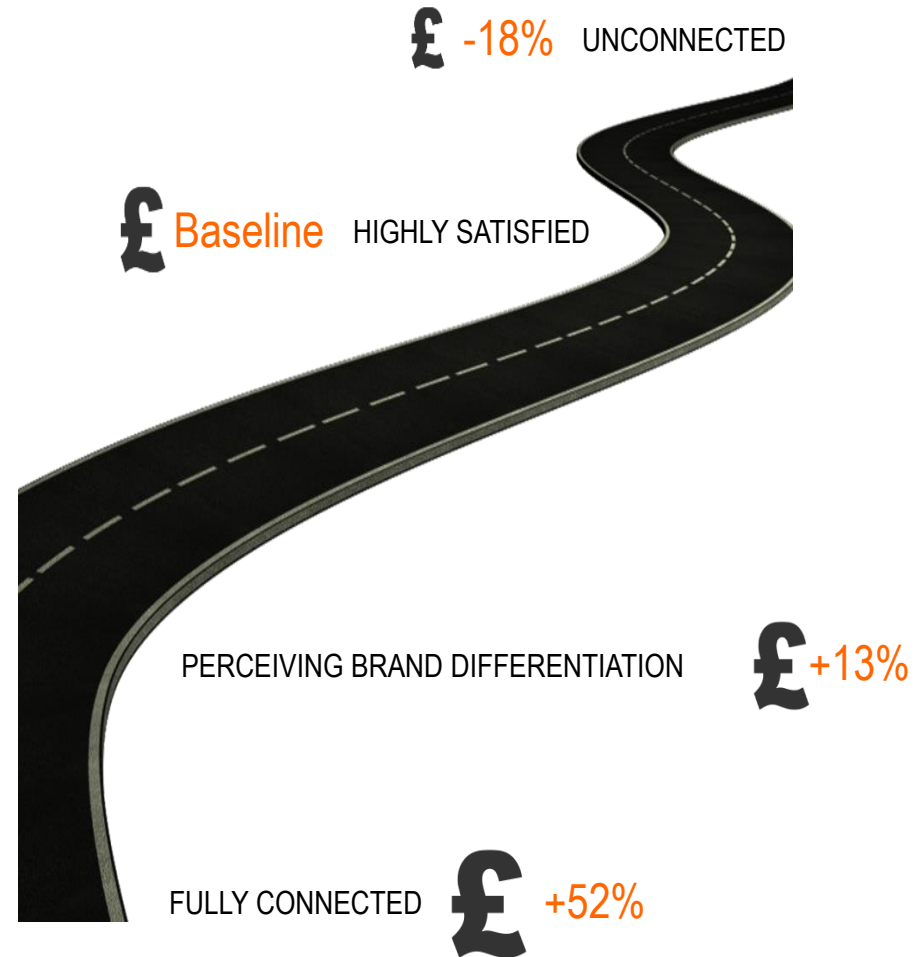 £ -18% UNCONNECTED
£ Baseline HIGHLY SATISFIED
PERCEIVING BRAND DIFFERENTIATION £ +13%
FULLY CONNECTED £ +52%